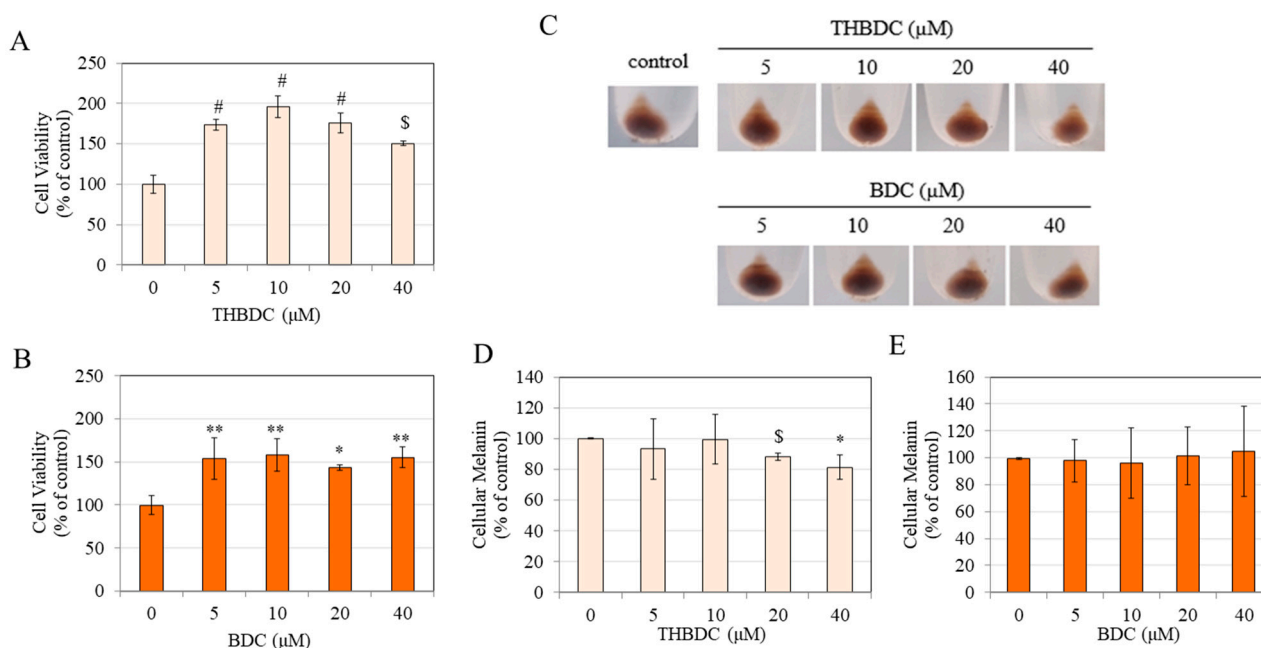 A
Cell Viability
(% of control)
250
200
150
100
50
0
#
#
#
$
0 5 10 20 40
THBDC (µM)
C
THBDC (µM)
control 5 10 20 40
BDC (µM)
5 10 20 40
B
Cell Viability
(% of control)
250
200
150
100
50
0
**
**
*
**
0 5 10 20 40
BDC (µM)
D
Cellular Melanin
(% of control)
140
120
100
80
60
40
20
0
$
*
0 5 10 20 40
THBDC (µM)
E
Cellular Melanin
(% of control)
160
140
120
100
80
60
40
20
0
0 5 10 20 40
BDC (µM)